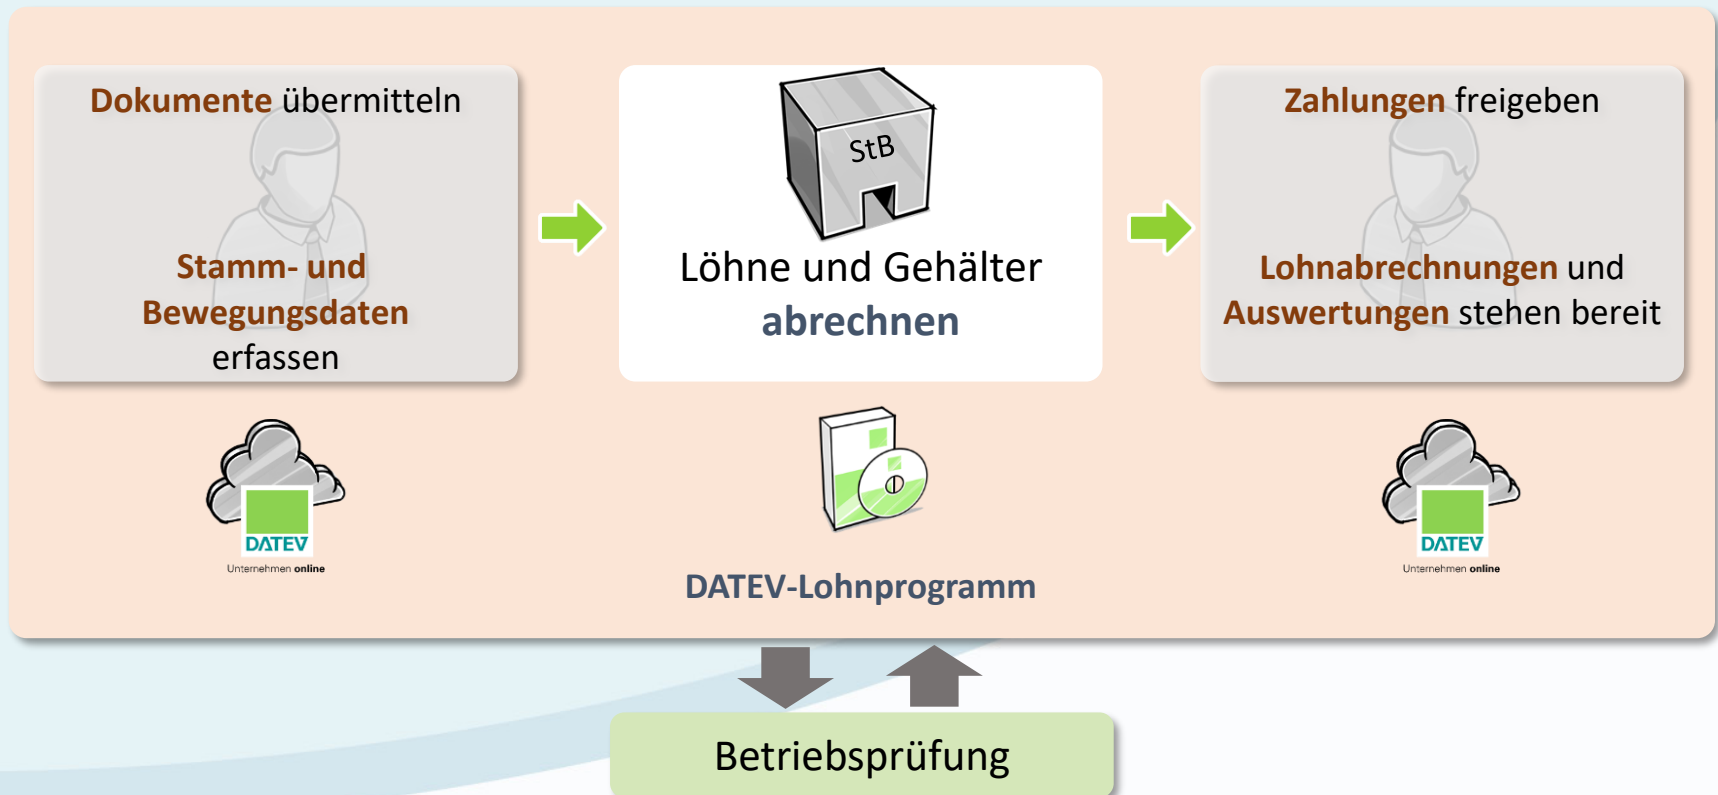 Dokumente übermitteln
Stamm- und
Bewegungsdaten
erfassen
DATEV
Unternehmen online
StB
Löhne und Gehälter
abrechnen
DATEV-Lohnprogramm
Zahlungen freigeben
Lohnabrechnungen und
Auswertungen stehen bereit
DATEV
Unternehmen online
Betriebsprüfung